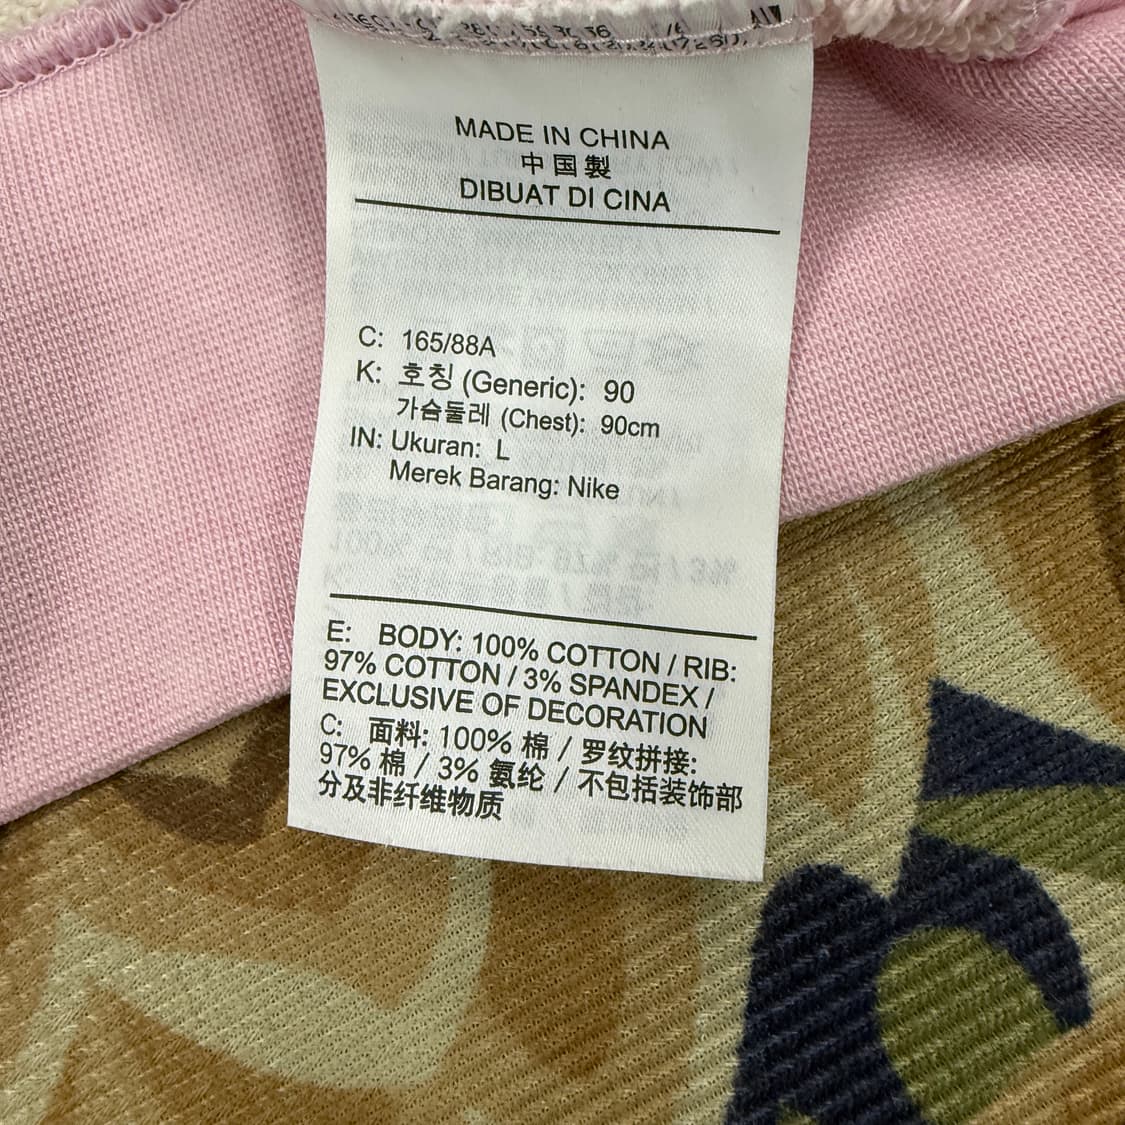 MADE IN CHINA
中国製
DIBUAT DI CINA
C: 165/88A
K: 호칭 (Generic): 90
가슴둘레 (Chest): 90cm
IN: Ukuran: L
Merek Barang: Nike
E: BODY: 100% COTTON / RIB:
97% COTTON / 3% SPANDEX /
EXCLUSIVE OF DECORATION
C: 面料: 100% 棉 / 罗纹拼接:
97% 棉 / 3% 氨纶 / 不包括装饰部
分及非纤维物质